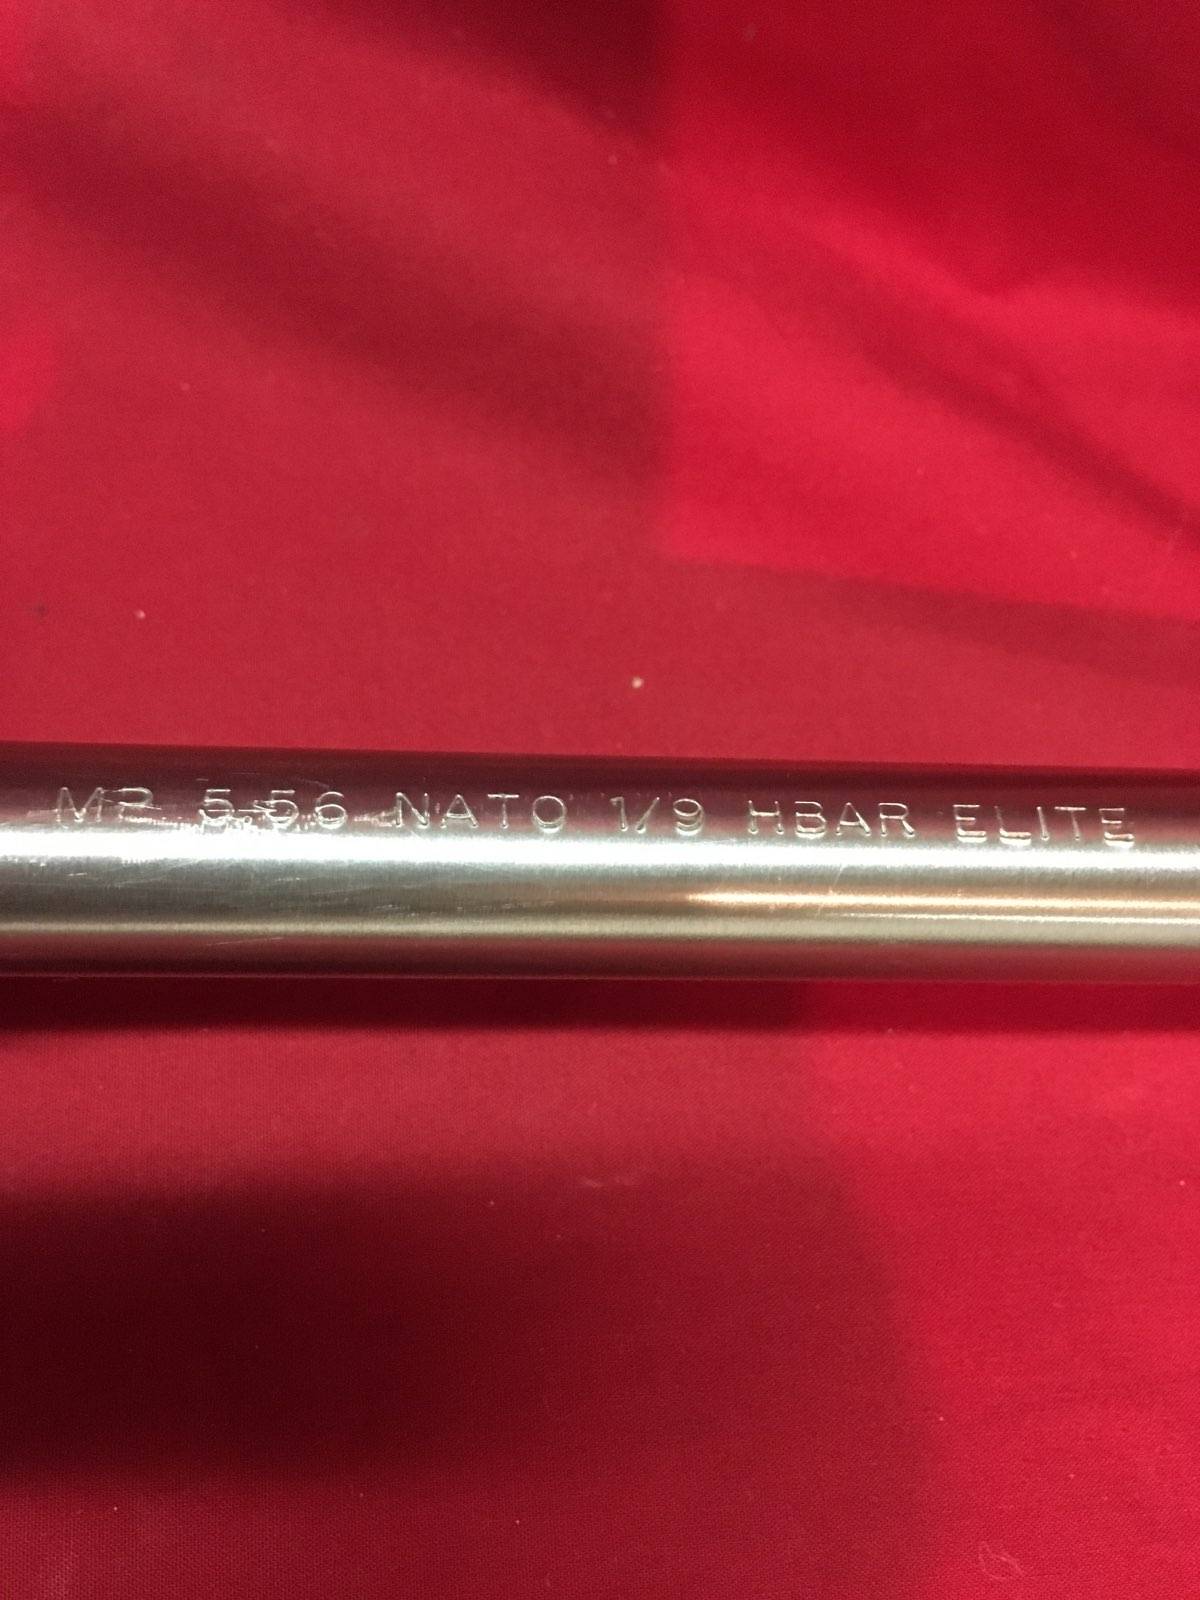 MP 5.56 NATO 1/9 HBAR ELITE